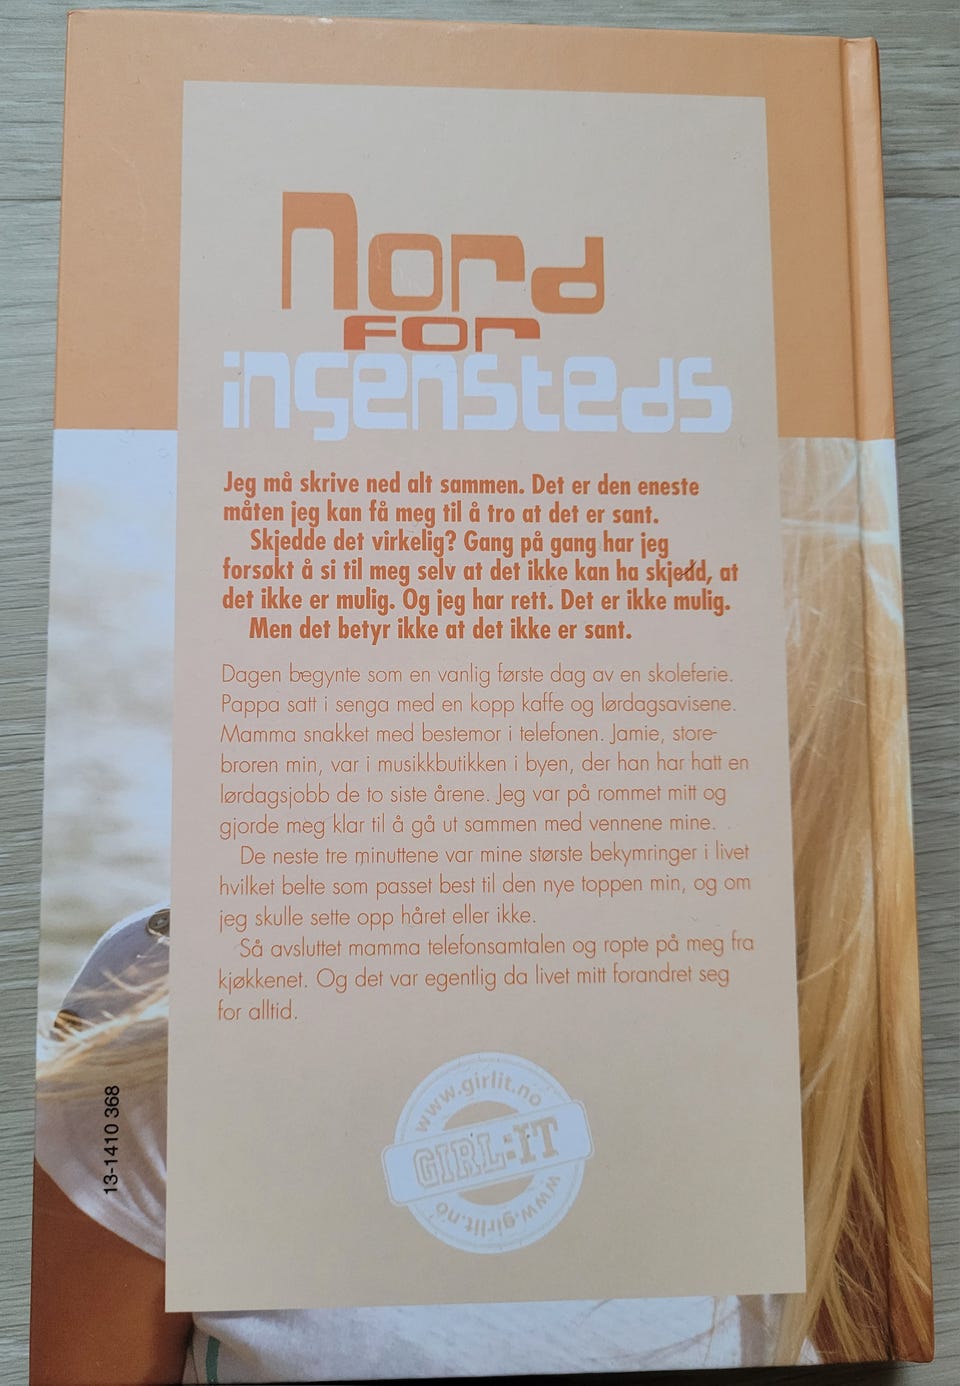 Nord
for
ingensteds
Jeg må skrive ned alt sammen. Det er den eneste
måten jeg kan få meg til å tro at det er sant.
Skjedde det virkelig? Gang på gang har jeg
forsøkt å si til meg selv at det ikke kan ha skjedd, at
det ikke er mulig. Og jeg har rett. Det er ikke mulig.
Men det betyr ikke at det ikke er sant.
Dagen begynte som en vanlig første dag av en skoleferie.
Pappa satt i senga med en kopp kaffe og lørdagsavisene.
Mamma snakket med bestemor i telefonen. Jamie, store-
broren min, var i musikkbutikken i byen, der han har hatt en
lørdagsjobb de to siste årene. Jeg var på rommet mitt og
gjorde meg klar til å gå ut sammen med vennene mine.
De neste tre minuttene var mine største bekymringer i livet
hvilket belte som passet best til den nye toppen min, og om
jeg skulle sette opp håret eller ikke.
Så avsluttet mamma telefonsamtalen og ropte på meg fra
kjøkkenet. Og det var egentlig da livet mitt forandret seg
for alltid.
www.girlit.no
GIRL:IT
www.girlit.no
13-1410 368